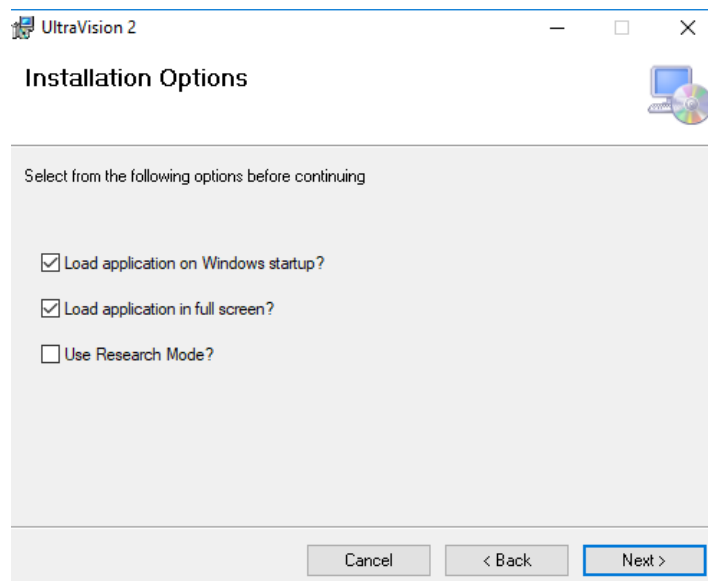 UltraVision 2
Installation Options
Select from the following options before continuing
Load application on Windows startup?
Load application in full screen?
Use Research Mode?
Cancel
< Back
Next >